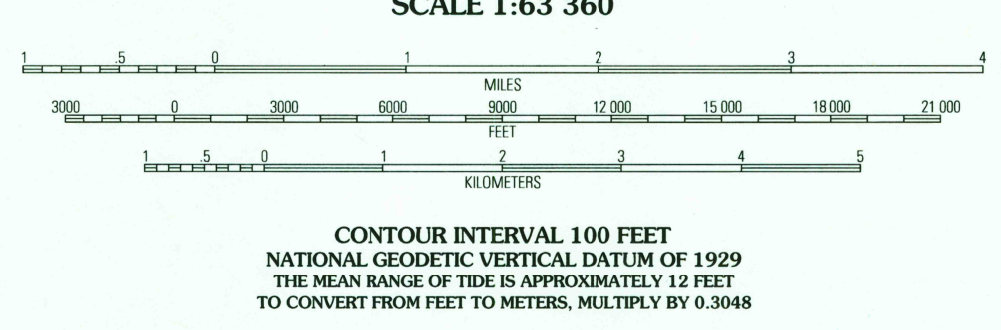 SCALE 1:63 360
1 .5 0 1 2 3 4
MILES
3000 0 3000 6000 9000 12 000 15 000 18 000 21 000
FEET
1 .5 0 1 2 3 4 5
KILOMETERS
CONTOUR INTERVAL 100 FEET
NATIONAL GEODETIC VERTICAL DATUM OF 1929
THE MEAN RANGE OF TIDE IS APPROXIMATELY 12 FEET
TO CONVERT FROM FEET TO METERS, MULTIPLY BY 0.3048